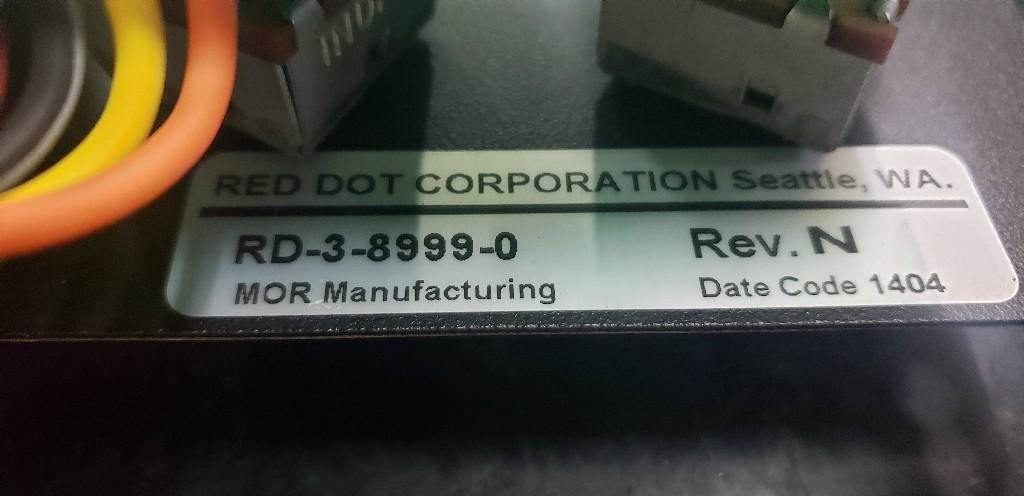 RED DOT CORPORATION Seattle, WA.
RD-3-8999-0 Rev. N
MOR Manufacturing Date Code 1404